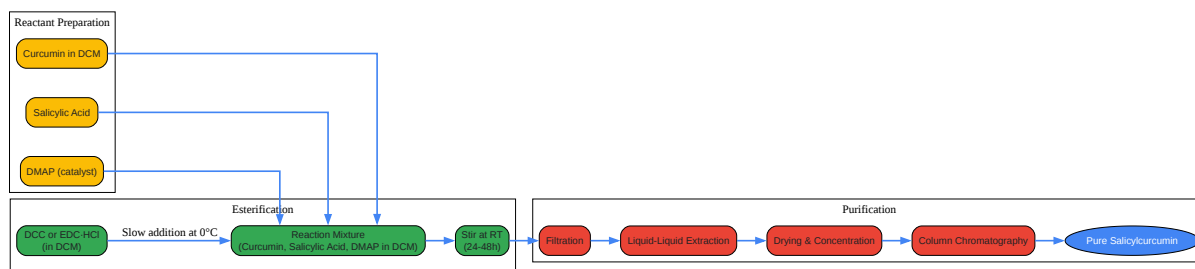 Reactant Preparation
Curcumin in DCM
Salicylic Acid
DMAP (catalyst)
Esterification
DCC or EDC·HCl
(in DCM)
Slow addition at 0°C
Reaction Mixture
(Curcumin, Salicylic Acid, DMAP in DCM)
Stir at RT
(24-48h)
Purification
Filtration
Liquid-Liquid Extraction
Drying & Concentration
Column Chromatography
Pure Salicylcurcumin